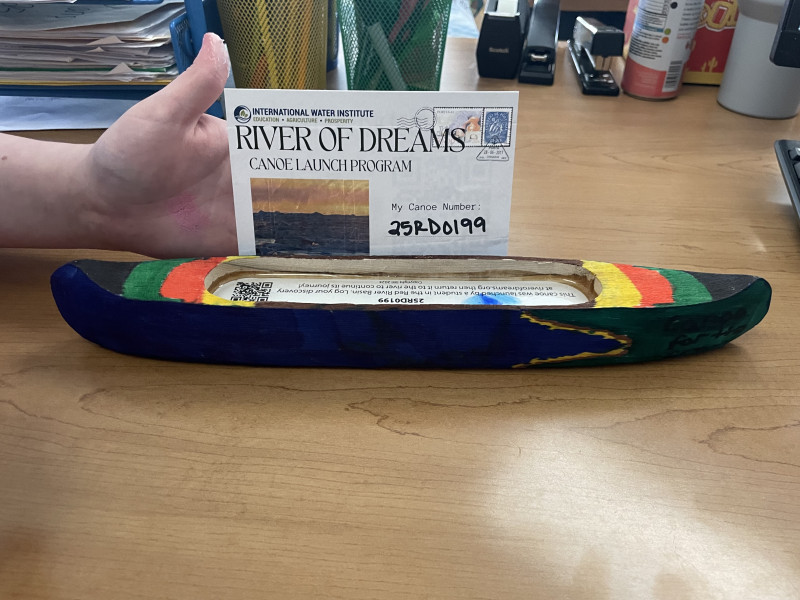 INTERNATIONAL WATER INSTITUTE
EDUCATION • AGRICULTURE • PROSPERITY
RIVER OF DREAMS
CANOE LAUNCH PROGRAM
My Canoe Number:
25RD0199
25RD0199
This canoe was launched by a student in the Red River Basin. Log your discovery
at riverofdreams.org then return it to the river to continue its journey!